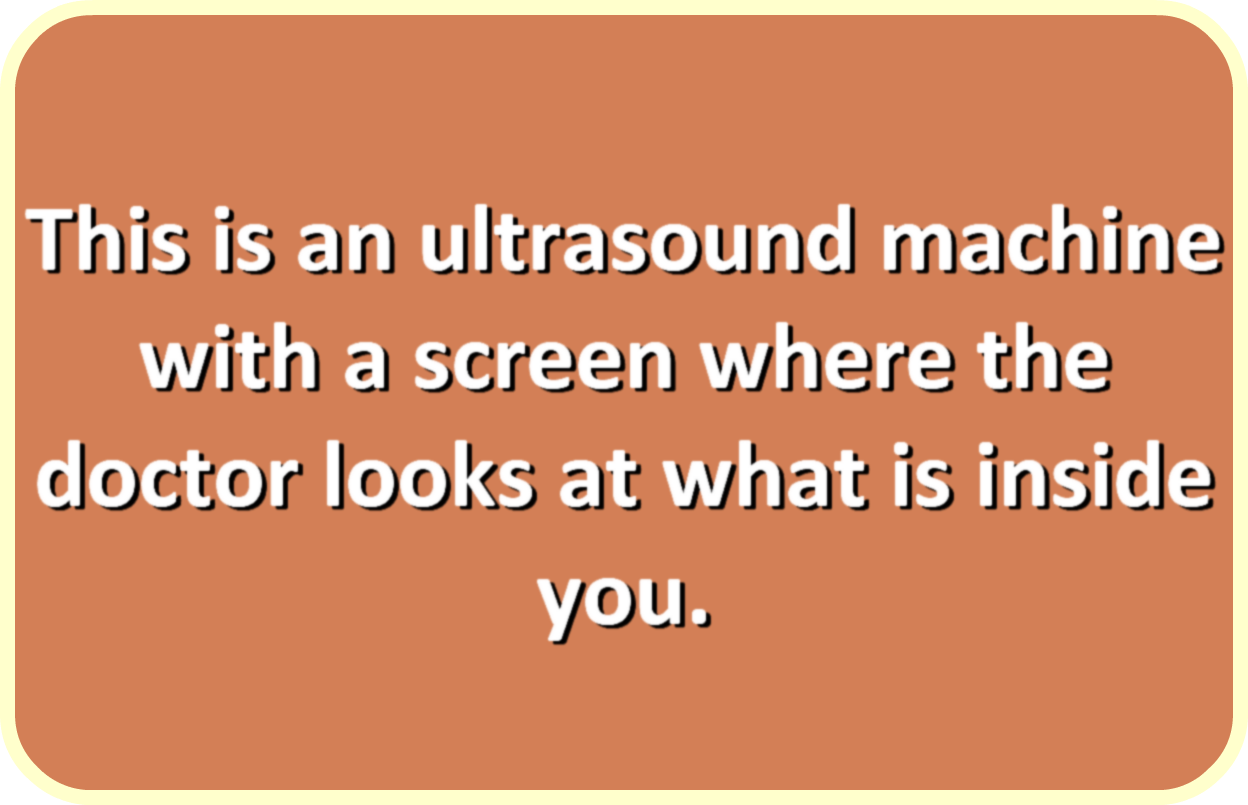 This is an ultrasound machine
with a screen where the
doctor looks at what is inside
you.